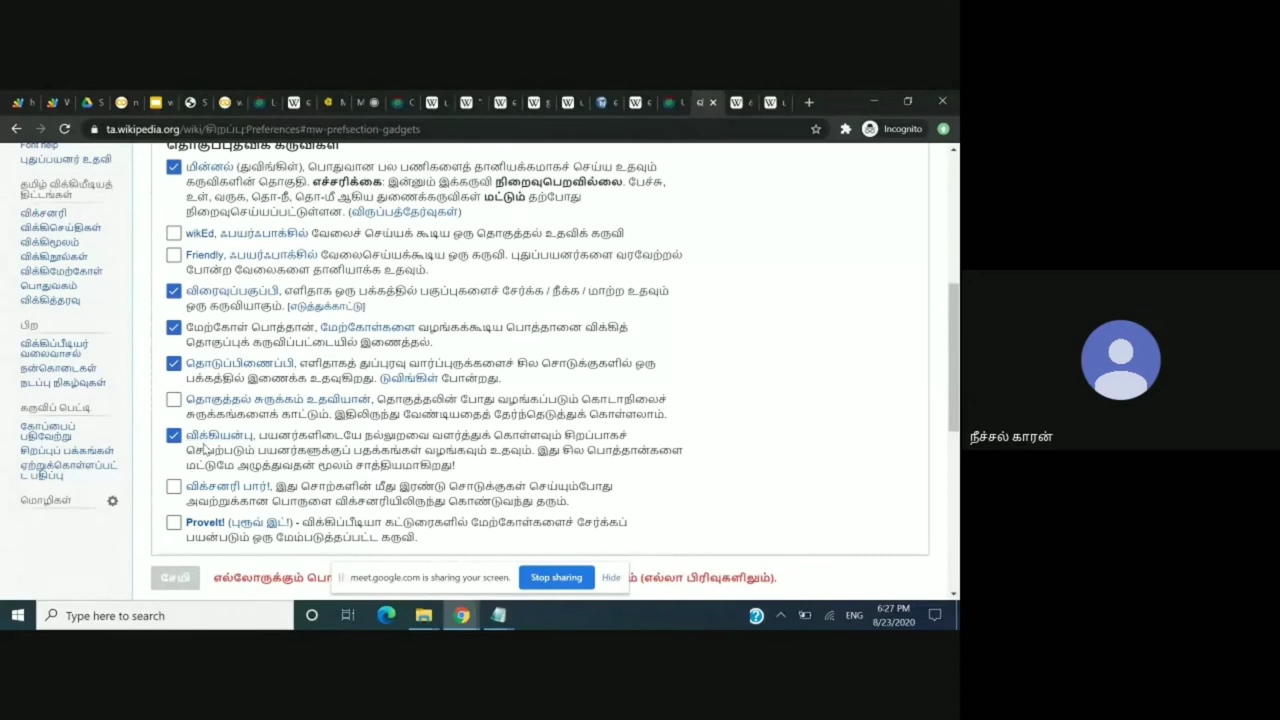 ta.wikipedia.org/wiki/சிறப்பு:Preferences#mw-prefsection-gadgets
Incognito
Font help
புதுப்பயனர் உதவி
தமிழ் விக்கிமீடியத்
திட்டங்கள்
விக்சனரி
விக்கிசெய்திகள்
விக்கிமூலம்
விக்கிநூல்கள்
விக்கிமேற்கோள்
பொதுவகம்
விக்கித்தரவு
பிற
விக்கிப்பீடியர்
வலைவாசல்
நன்கொடைகள்
நடப்பு நிகழ்வுகள்
கருவிப் பெட்டி
கோப்பைப்
பதிவேற்று
சிறப்புப் பக்கங்கள்
ஏற்றுக்கொள்ளப்பட்
ட பதிப்பு
மொழிகள்
தொகுப்புதவிக் கருவிகள்
மின்னல் (துவிங்கிள்), பொதுவான பல பணிகளைத் தானியக்கமாகச் செய்ய உதவும்
கருவிகளின் தொகுதி. எச்சரிக்கை: இன்னும் இக்கருவி நிறைவுபெறவில்லை. பேச்சு,
உள், வருக, தொ-நீ, தொ-மீ ஆகிய துணைக்கருவிகள் மட்டும் தற்போது
நிறைவுசெய்யப்பட்டுள்ளன. (விருப்பத்தேர்வுகள்)
wikEd, ஃபயர்ஃபாக்சில் வேலைச் செய்யக் கூடிய ஒரு தொகுத்தல் உதவிக் கருவி
Friendly, ஃபயர்ஃபாக்சில் வேலைசெய்யக்கூடிய ஒரு கருவி. புதுப்பயனர்களை வரவேற்றல்
போன்ற வேலைகளை தானியாக்க உதவும்.
விரைவுப்பகுப்பி, எளிதாக ஒரு பக்கத்தில் பகுப்புகளைச் சேர்க்க / நீக்க / மாற்ற உதவும்
ஒரு கருவியாகும். [எடுத்துக்காட்டு]
மேற்கோள் பொத்தான், மேற்கோள்களை வழங்கக்கூடிய பொத்தானை விக்கித்
தொகுப்புக் கருவிப்பட்டையில் இணைத்தல்.
தொடுப்பிணைப்பி, எளிதாகத் துப்புரவு வார்ப்புருக்களைச் சில சொடுக்குகளில் ஒரு
பக்கத்தில் இணைக்க உதவுகிறது. டுவிங்கிள் போன்றது.
தொகுத்தல் சுருக்கம் உதவியான், தொகுத்தலின் போது வழங்கப்படும் கொடாநிலைச்
சுருக்கங்களைக் காட்டும். இதிலிருந்து வேண்டியதைத் தேர்ந்தெடுத்துக் கொள்ளலாம்.
விக்கியன்பு, பயனர்களிடையே நல்லுறவை வளர்த்துக் கொள்ளவும் சிறப்பாகச்
செயற்படும் பயனர்களுக்குப் பதக்கங்கள் வழங்கவும் உதவும். இது சில பொத்தான்களை
மட்டுமே அழுத்துவதன் மூலம் சாத்தியமாகிறது!
விக்சனரி பார்!, இது சொற்களின் மீது இரண்டு சொடுக்குகள் செய்யும்போது
அவற்றுக்கான பொருளை விக்சனரியிலிருந்து கொண்டுவந்து தரும்.
ProveIt! (புரூவ் இட்!) - விக்கிப்பீடியா கட்டுரைகளில் மேற்கோள்களைச் சேர்க்கப்
பயன்படும் ஒரு மேம்படுத்தப்பட்ட கருவி.
சேமி எல்லோருக்கும் (எல்லா பிரிவுகளிலும்).
meet.google.com is sharing your screen. Stop sharing Hide
Type here to search
ENG
6:27 PM
8/23/2020
நீச்சல் காரன்